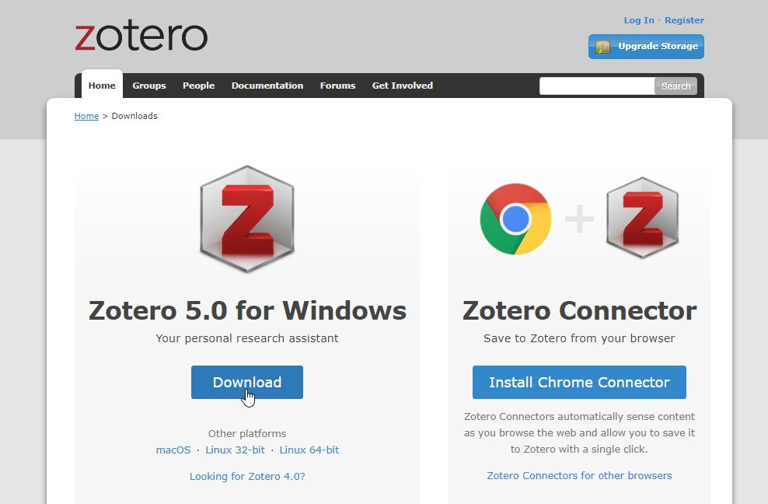 zotero
Log In · Register
Upgrade Storage
Home Groups People Documentation Forums Get Involved
Search
Home > Downloads
Z
Z
Zotero 5.0 for Windows
Your personal research assistant
Download
Other platforms
macOS · Linux 32-bit · Linux 64-bit
Looking for Zotero 4.0?
Zotero Connector
Save to Zotero from your browser
Install Chrome Connector
Zotero Connectors automatically sense content
as you browse the web and allow you to save it
to Zotero with a single click.
Zotero Connectors for other browsers